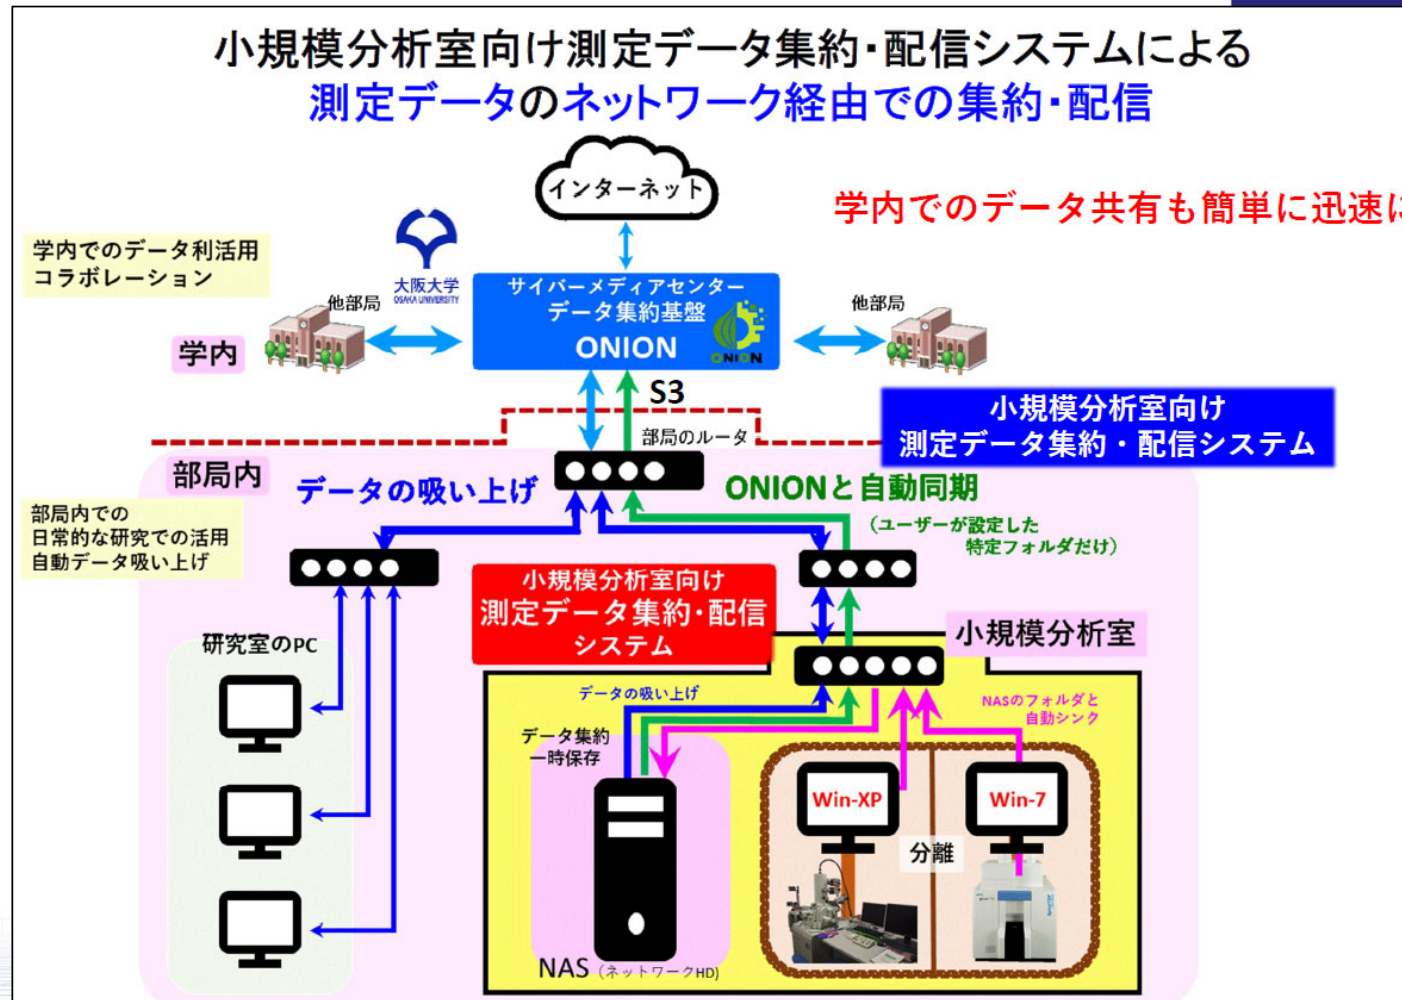 小規模分析室向け測定データ集約・配信システムによる
測定データのネットワーク経由での集約・配信
インターネット
学内でのデータ共有も簡単に迅速に
学内でのデータ利活用
コラボレーション
大阪大学
OSAKA UNIVERSITY
サイバーメディアセンター
データ集約基盤
ONION
ONION
他部局
他部局
学内
S3
部局のルータ
小規模分析室向け
測定データ集約・配信システム
部局内
データの吸い上げ
ONIONと自動同期
(ユーザーが設定した
特定フォルダだけ)
部局内での
日常的な研究での活用
自動データ吸い上げ
小規模分析室向け
測定データ集約・配信
システム
小規模分析室
研究室のPC
データの吸い上げ
NASのフォルダと
自動シンク
データ集約
一時保存
Win-XP
Win-7
分離
NAS (ネットワークHD)